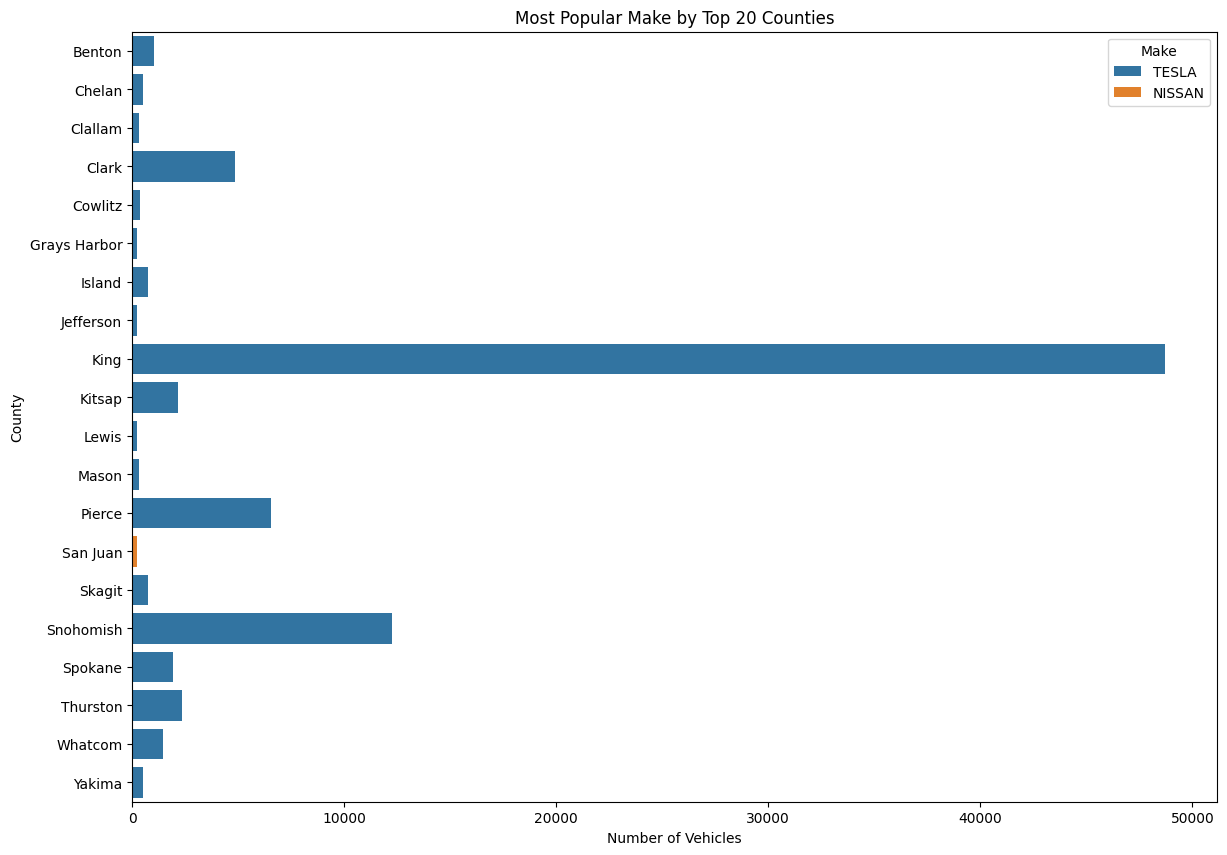 Most Popular Make by Top 20 Counties
Make
TESLA
NISSAN
County
Benton
Chelan
Clallam
Clark
Cowlitz
Grays Harbor
Island
Jefferson
King
Kitsap
Lewis
Mason
Pierce
San Juan
Skagit
Snohomish
Spokane
Thurston
Whatcom
Yakima
0 10000 20000 30000 40000 50000
Number of Vehicles